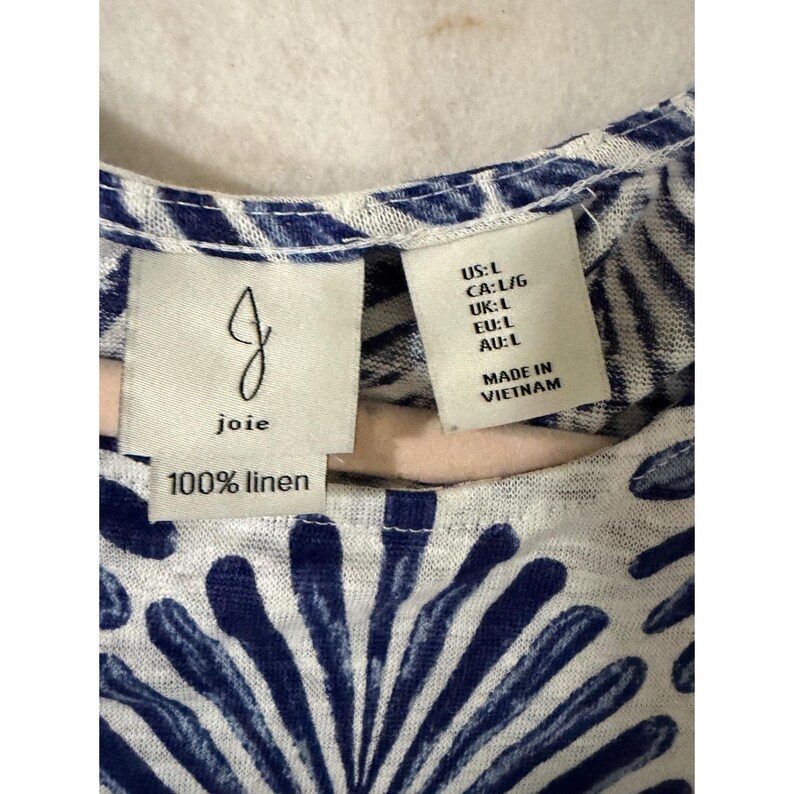 J
joie
100% linen
US: L
CA: L/G
UK: L
EU: L
AU: L
MADE IN
VIETNAM